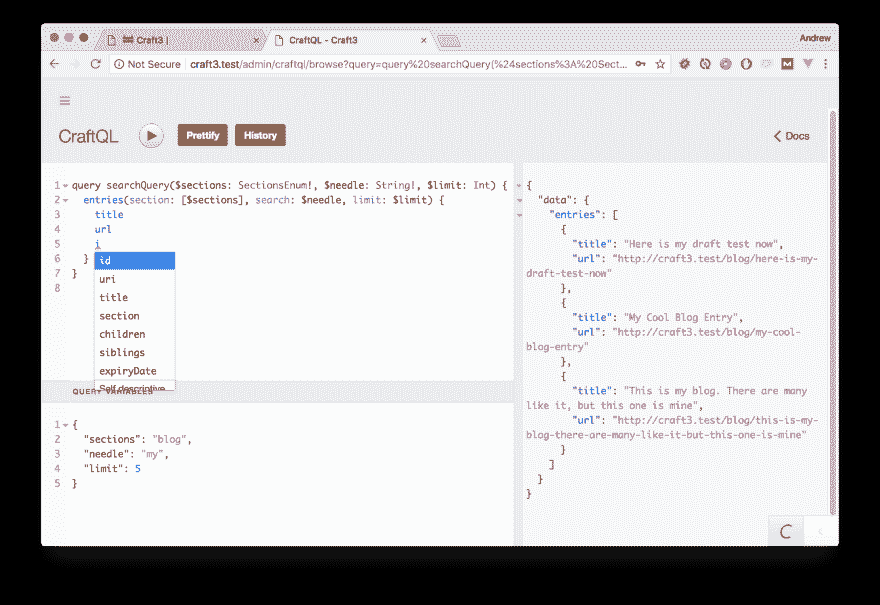 Craft3 |
CraftQL - Craft3
Andrew
Not Secure craft3.test/admin/craftql/browse?query=query%20searchQuery(%24sections%3A%20Sect...
CraftQL
Prettify
History
Docs
1 query searchQuery($sections: SectionsEnum!, $needle: String!, $limit: Int) {
2 entries(section: [$sections], search: $needle, limit: $limit) {
3 title
4 url
5 i
6 }
7 }
8
id
uri
title
section
children
siblings
expiryDate
Self descriptive
QUERY VARIABLES
1 {
2 "sections": "blog",
3 "needle": "my",
4 "limit": 5
5 }
{
"data": {
"entries": [
{
"title": "Here is my draft test now",
"url": "http://craft3.test/blog/here-is-my-
draft-test-now"
},
{
"title": "My Cool Blog Entry",
"url": "http://craft3.test/blog/my-cool-
blog-entry"
},
{
"title": "This is my blog. There are many
like it, but this one is mine",
"url": "http://craft3.test/blog/this-is-my-
blog-there-are-many-like-it-but-this-one-is-mine"
}
]
}
}
C